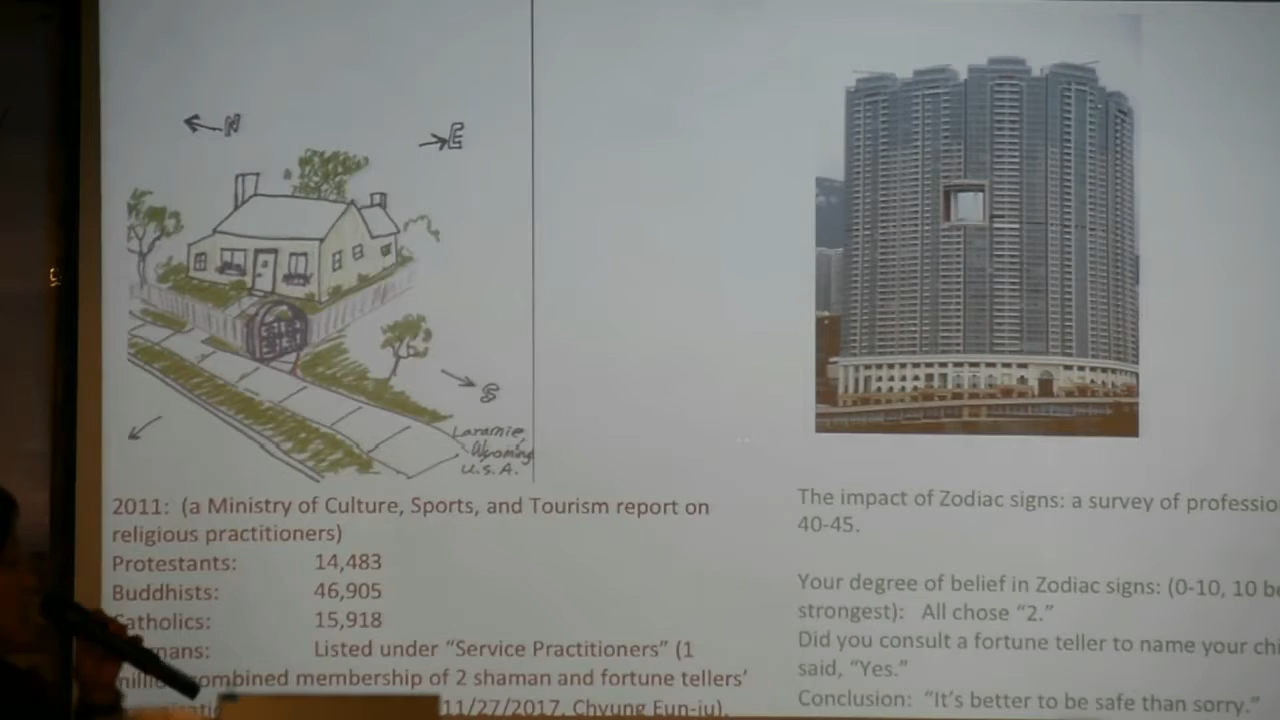 N
E
S
Laramie,
Wyoming
U.S.A.
2011: (a Ministry of Culture, Sports, and Tourism report on
religious practitioners)
Protestants: 14,483
Buddhists: 46,905
Catholics: 15,918
mans: Listed under “Service Practitioners” (1
combined membership of 2 shaman and fortune tellers’
11/27/2017, Chyung Eun-ju).
The impact of Zodiac signs: a survey of professio
40-45.
Your degree of belief in Zodiac signs: (0-10, 10 be
strongest): All chose “2.”
Did you consult a fortune teller to name your chi
said, “Yes.”
Conclusion: “It’s better to be safe than sorry.”